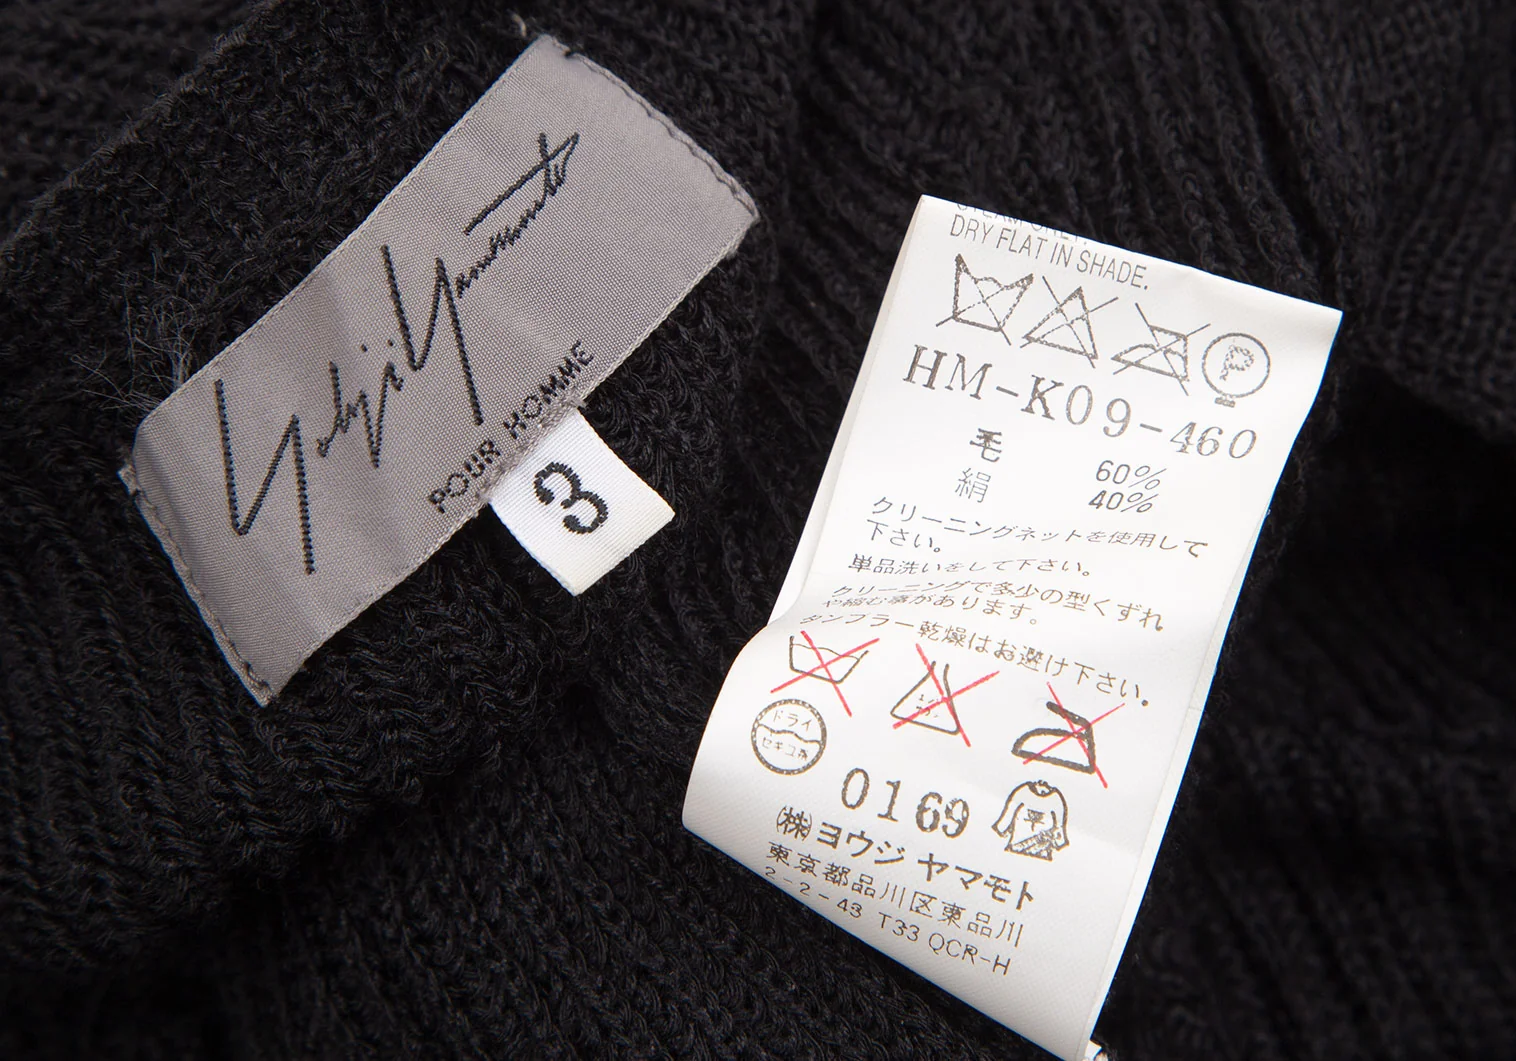 Yohji Yamamoto
POUR HOMME
3
DRY FLAT IN SHADE.
P
HM-K09-460
毛 60%
絹 40%
クリーニングネットを使用して
下さい。
単品洗いをして下さい。
クリーニングで多少の型くずれ
や縮む事があります。
タンブラー乾燥はお避け下さい。
ドライ
セキユ系
平
0169
㈱ヨウジ ヤマモト
東京都品川区東品川
2-2-43 T33 QCR-H